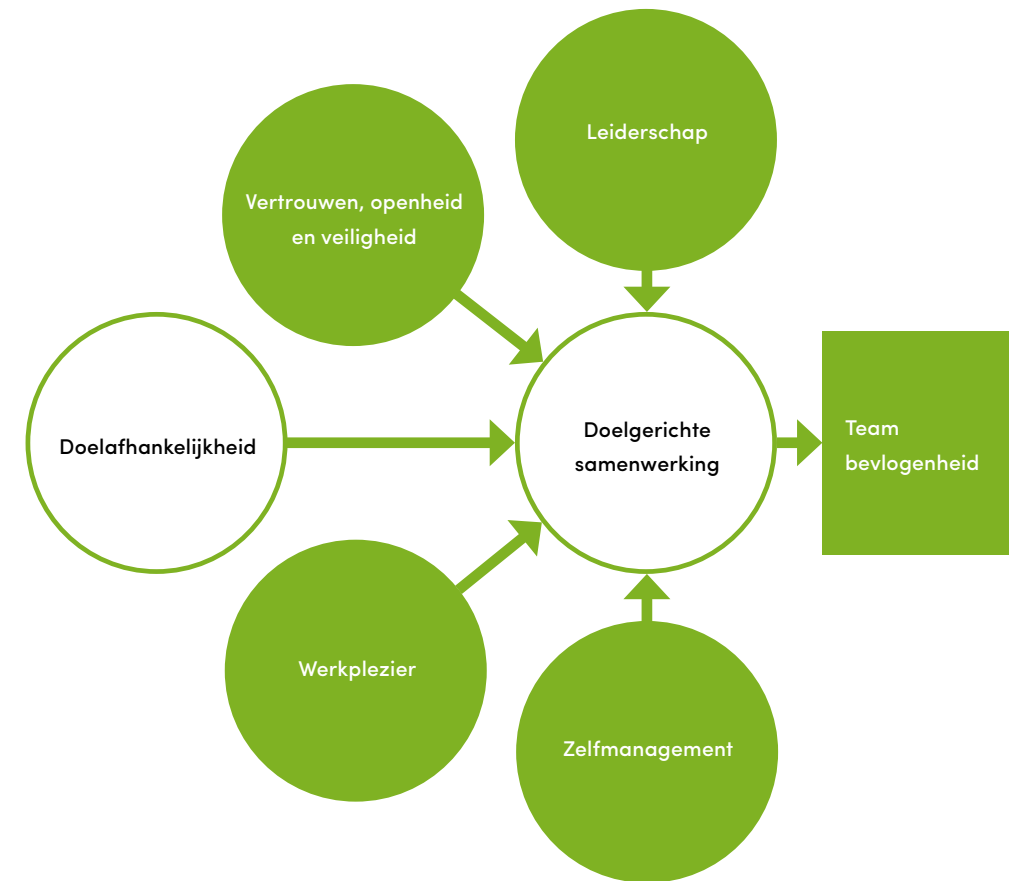 Leiderschap
Vertrouwen, openheid
en veiligheid
Doelafhankelijkheid
Doelgerichte
samenwerking
Team
bevlogenheid
Werkplezier
Zelfmanagement